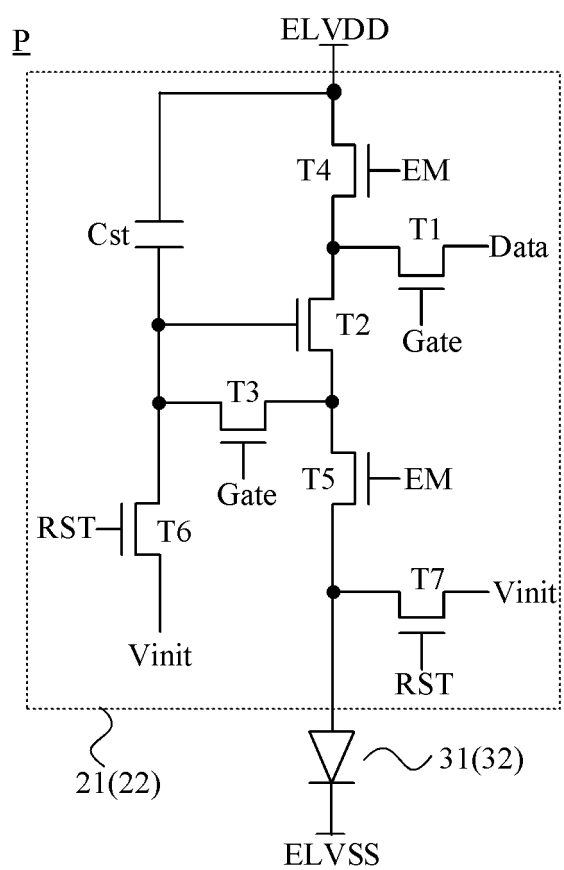 ELVDD
P
T4
EM
Cst
T1
Data
T2
Gate
T3
T5
EM
Gate
RST
T6
T7
Vinit
Vinit
RST
21(22)
31(32)
ELVSS